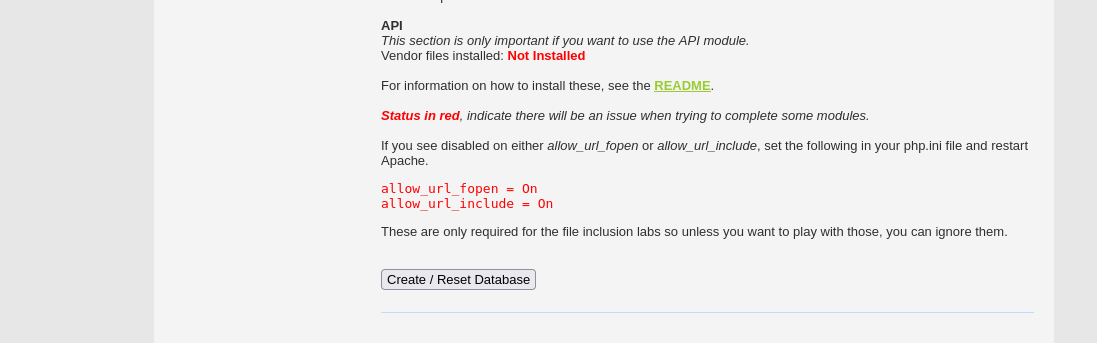 API
This section is only important if you want to use the API module.
Vendor files installed: Not Installed
For information on how to install these, see the README.
Status in red, indicate there will be an issue when trying to complete some modules.
If you see disabled on either allow_url_fopen or allow_url_include, set the following in your php.ini file and restart
Apache.
allow_url_fopen = On
allow_url_include = On
These are only required for the file inclusion labs so unless you want to play with those, you can ignore them.
Create / Reset Database